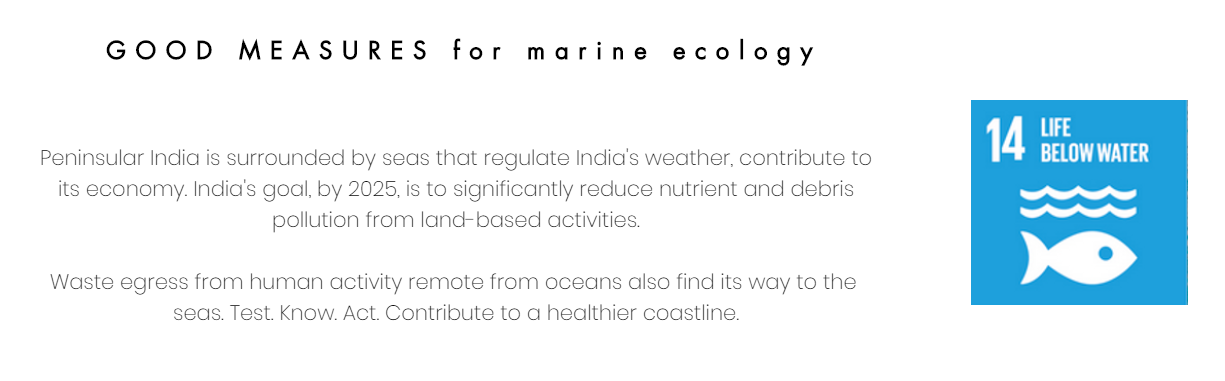 GOOD MEASURES for marine ecology
Peninsular India is surrounded by seas that regulate India's weather, contribute to
its economy. India's goal, by 2025, is to significantly reduce nutrient and debris
pollution from land-based activities.
Waste egress from human activity remote from oceans also find its way to the
seas. Test. Know. Act. Contribute to a healthier coastline.
14 LIFE
BELOW WATER